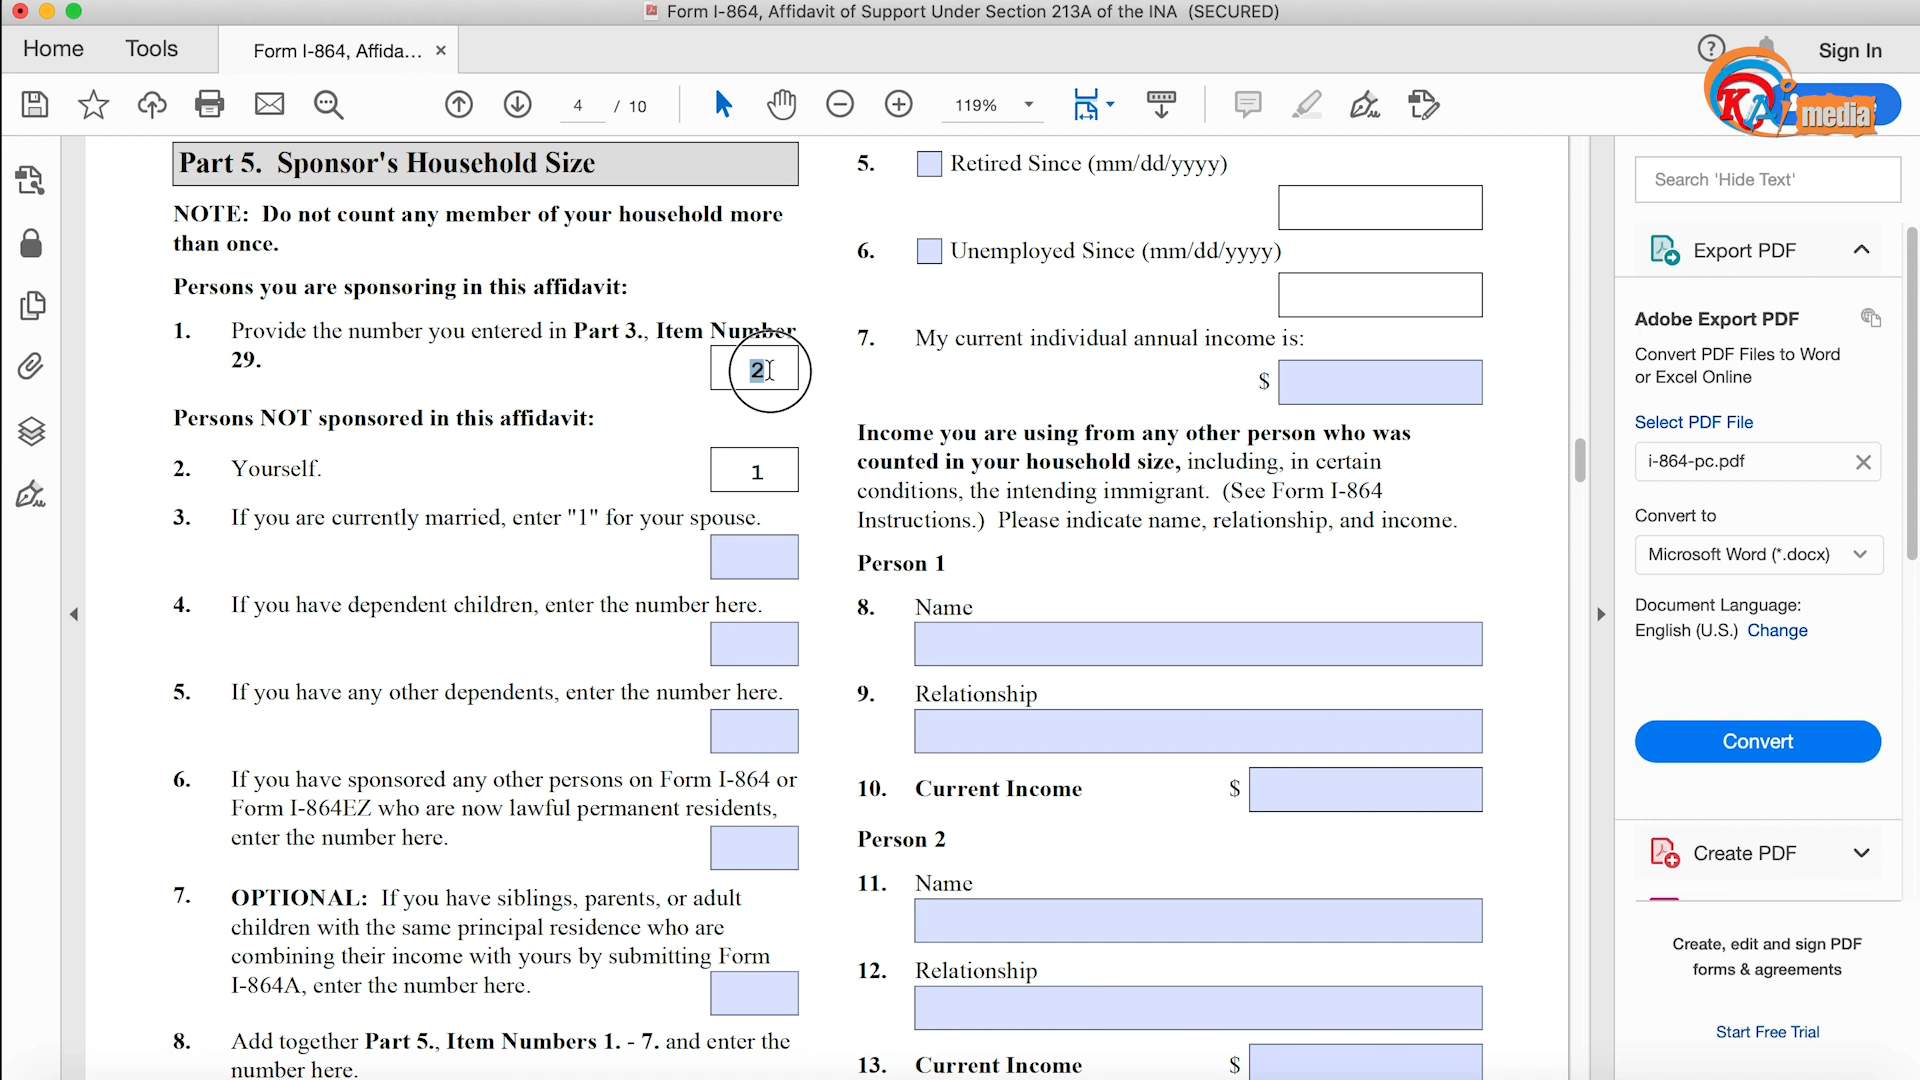 Form I-864, Affidavit of Support Under Section 213A of the INA (SECURED)
Home
Tools
Form I-864, Affida... ×
?
Sign In
4 / 10
119%
KAi media
Part 5. Sponsor's Household Size
NOTE: Do not count any member of your household more
than once.
Persons you are sponsoring in this affidavit:
1. Provide the number you entered in Part 3., Item Number
29.
2
Persons NOT sponsored in this affidavit:
2. Yourself.
1
3. If you are currently married, enter "1" for your spouse.
4. If you have dependent children, enter the number here.
5. If you have any other dependents, enter the number here.
6. If you have sponsored any other persons on Form I-864 or
Form I-864EZ who are now lawful permanent residents,
enter the number here.
7. OPTIONAL: If you have siblings, parents, or adult
children with the same principal residence who are
combining their income with yours by submitting Form
I-864A, enter the number here.
8. Add together Part 5., Item Numbers 1. - 7. and enter the
number here.
5. Retired Since (mm/dd/yyyy)
6. Unemployed Since (mm/dd/yyyy)
7. My current individual annual income is:
$
Income you are using from any other person who was
counted in your household size, including, in certain
conditions, the intending immigrant. (See Form I-864
Instructions.) Please indicate name, relationship, and income.
Person 1
8. Name
9. Relationship
10. Current Income $
Person 2
11. Name
12. Relationship
13. Current Income $
Search 'Hide Text'
Export PDF
Adobe Export PDF
Convert PDF Files to Word
or Excel Online
Select PDF File
i-864-pc.pdf
Convert to
Microsoft Word (*.docx)
Document Language:
English (U.S.) Change
Convert
Create PDF
Create, edit and sign PDF
forms & agreements
Start Free Trial